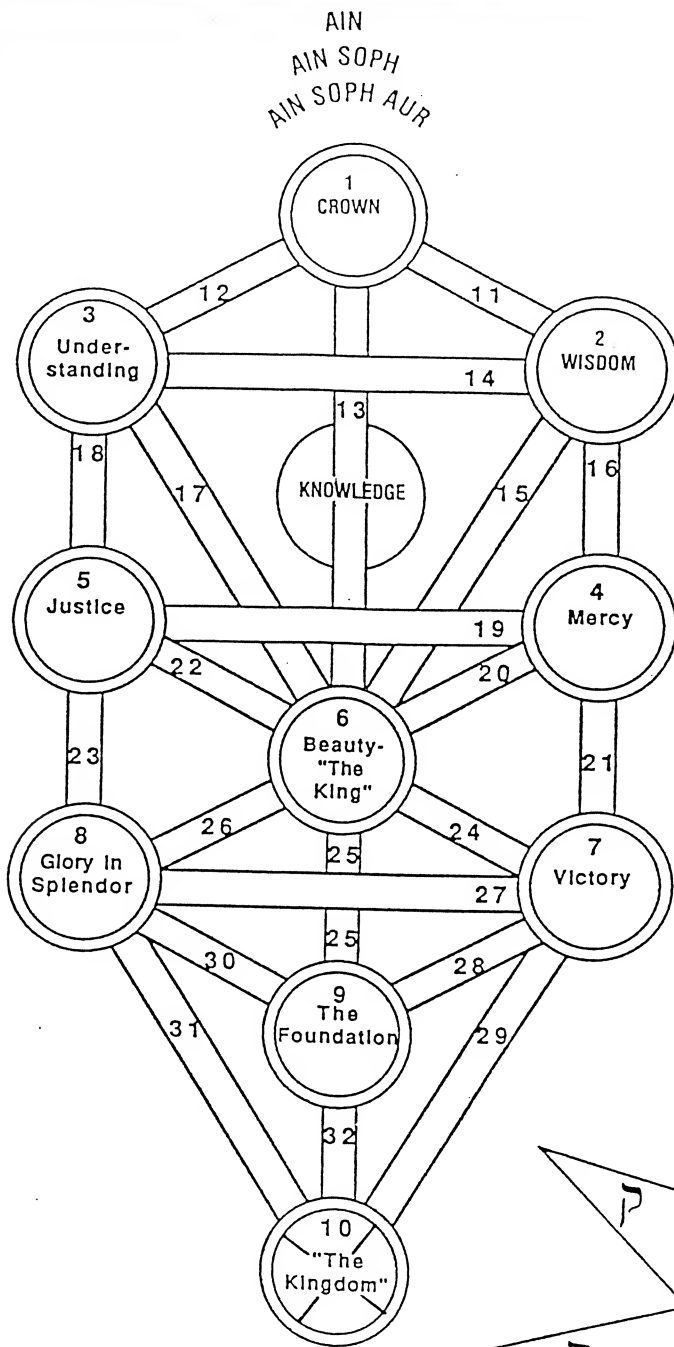 AIN
AIN SOPH
AIN SOPH AUR
1
CROWN
12
11
3
Under-
standing
2
WISDOM
14
13
18
17
KNOWLEDGE
15
16
5
Justice
4
Mercy
19
22
20
6
Beauty-
"The
King"
23
21
26
24
8
Glory in
Splendor
25
7
Victory
27
25
30
28
9
The
Foundation
31
29
32
10
"The
Kingdom"
ק